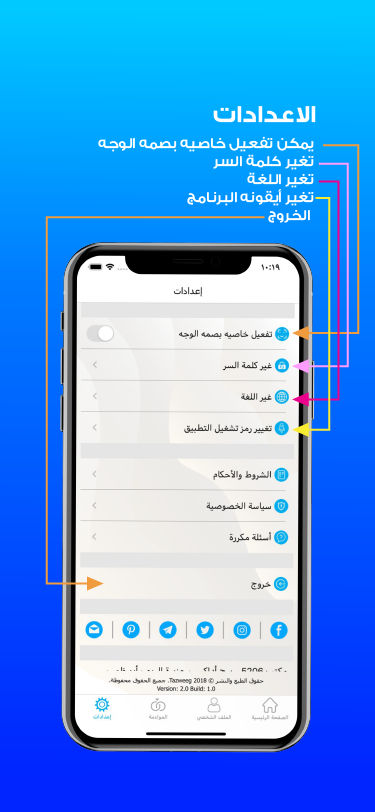 الاعدادات
يمكن تفعيل خاصيه بصمه الوجه
تغير كلمة السر
تغير اللغة
تغير أيقونه البرنامج
الخروج
١٠:١٩
إعدادات
تفعيل خاصيه بصمه الوجه
غير كلمة السر
غير اللغة
تغيير رمز تشغيل التطبيق
الشروط والأحكام
سياسة الخصوصية
أسئلة مكررة
خروج
حقوق الطبع والنشر © 2018 Tazweeg. جميع الحقوق محفوظة.
Version: 2.0 Build: 1.0
الصفحة الرئيسية
الملف الشخصي
الموادمة
إعدادات